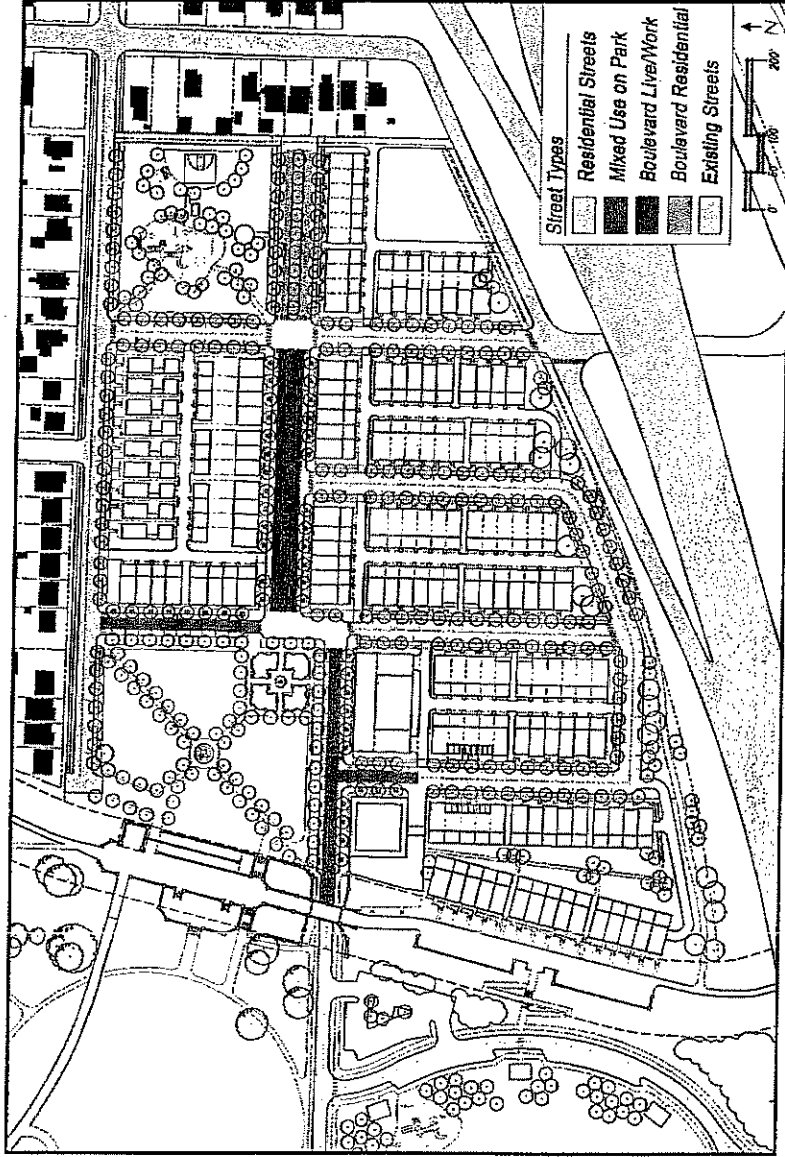 Street Types
Residential Streets
Mixed Use on Park
Boulevard Live/Work
Boulevard Residential
Existing Streets
0'
100'
200'
N